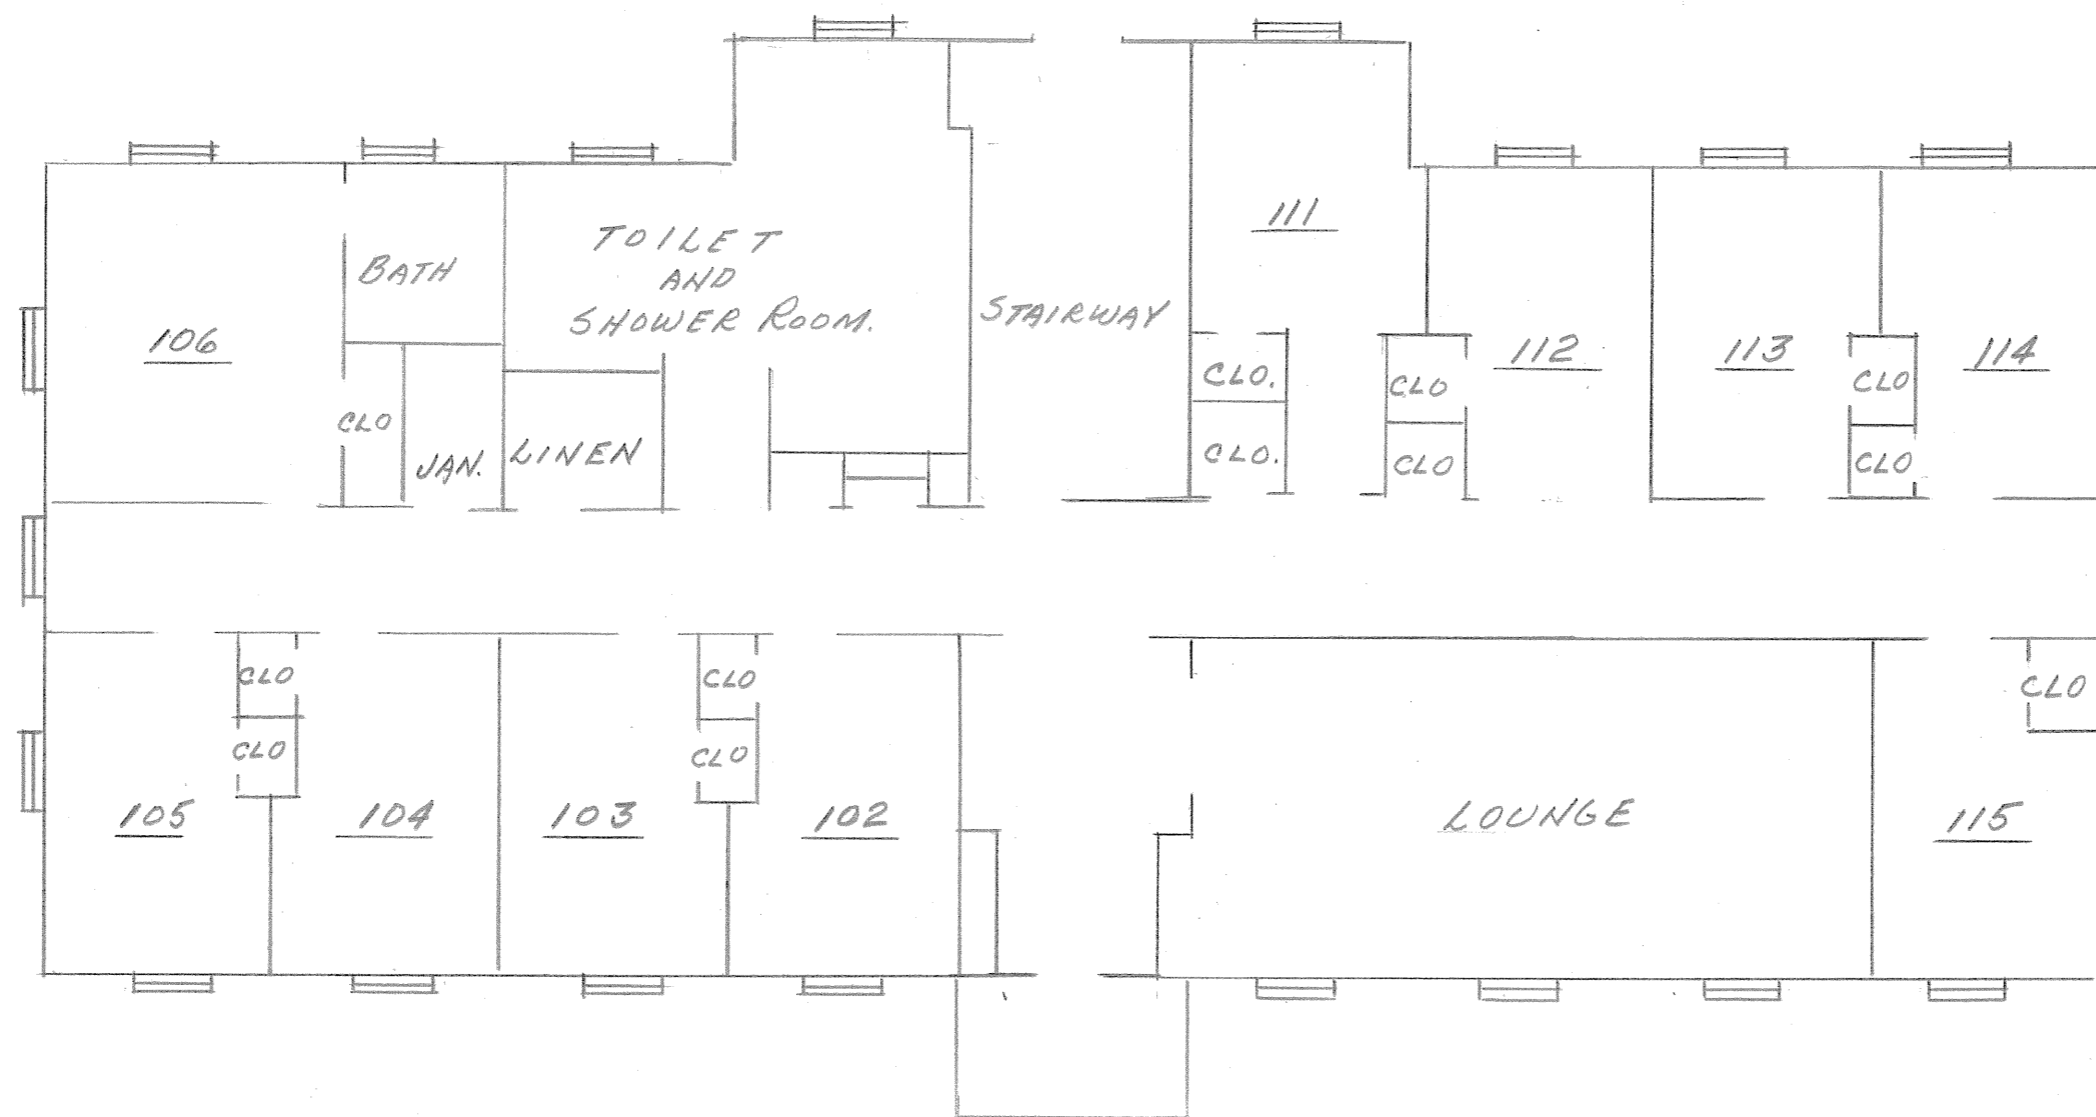 111
TOILET
AND
SHOWER ROOM.
BATH
STAIRWAY
106
112
113
114
CLO.
CLO
CLO
CLO
JAN.
LINEN
CLO.
CLO
CLO
CLO
CLO
CLO
CLO
CLO
105
104
103
102
LOUNGE
115